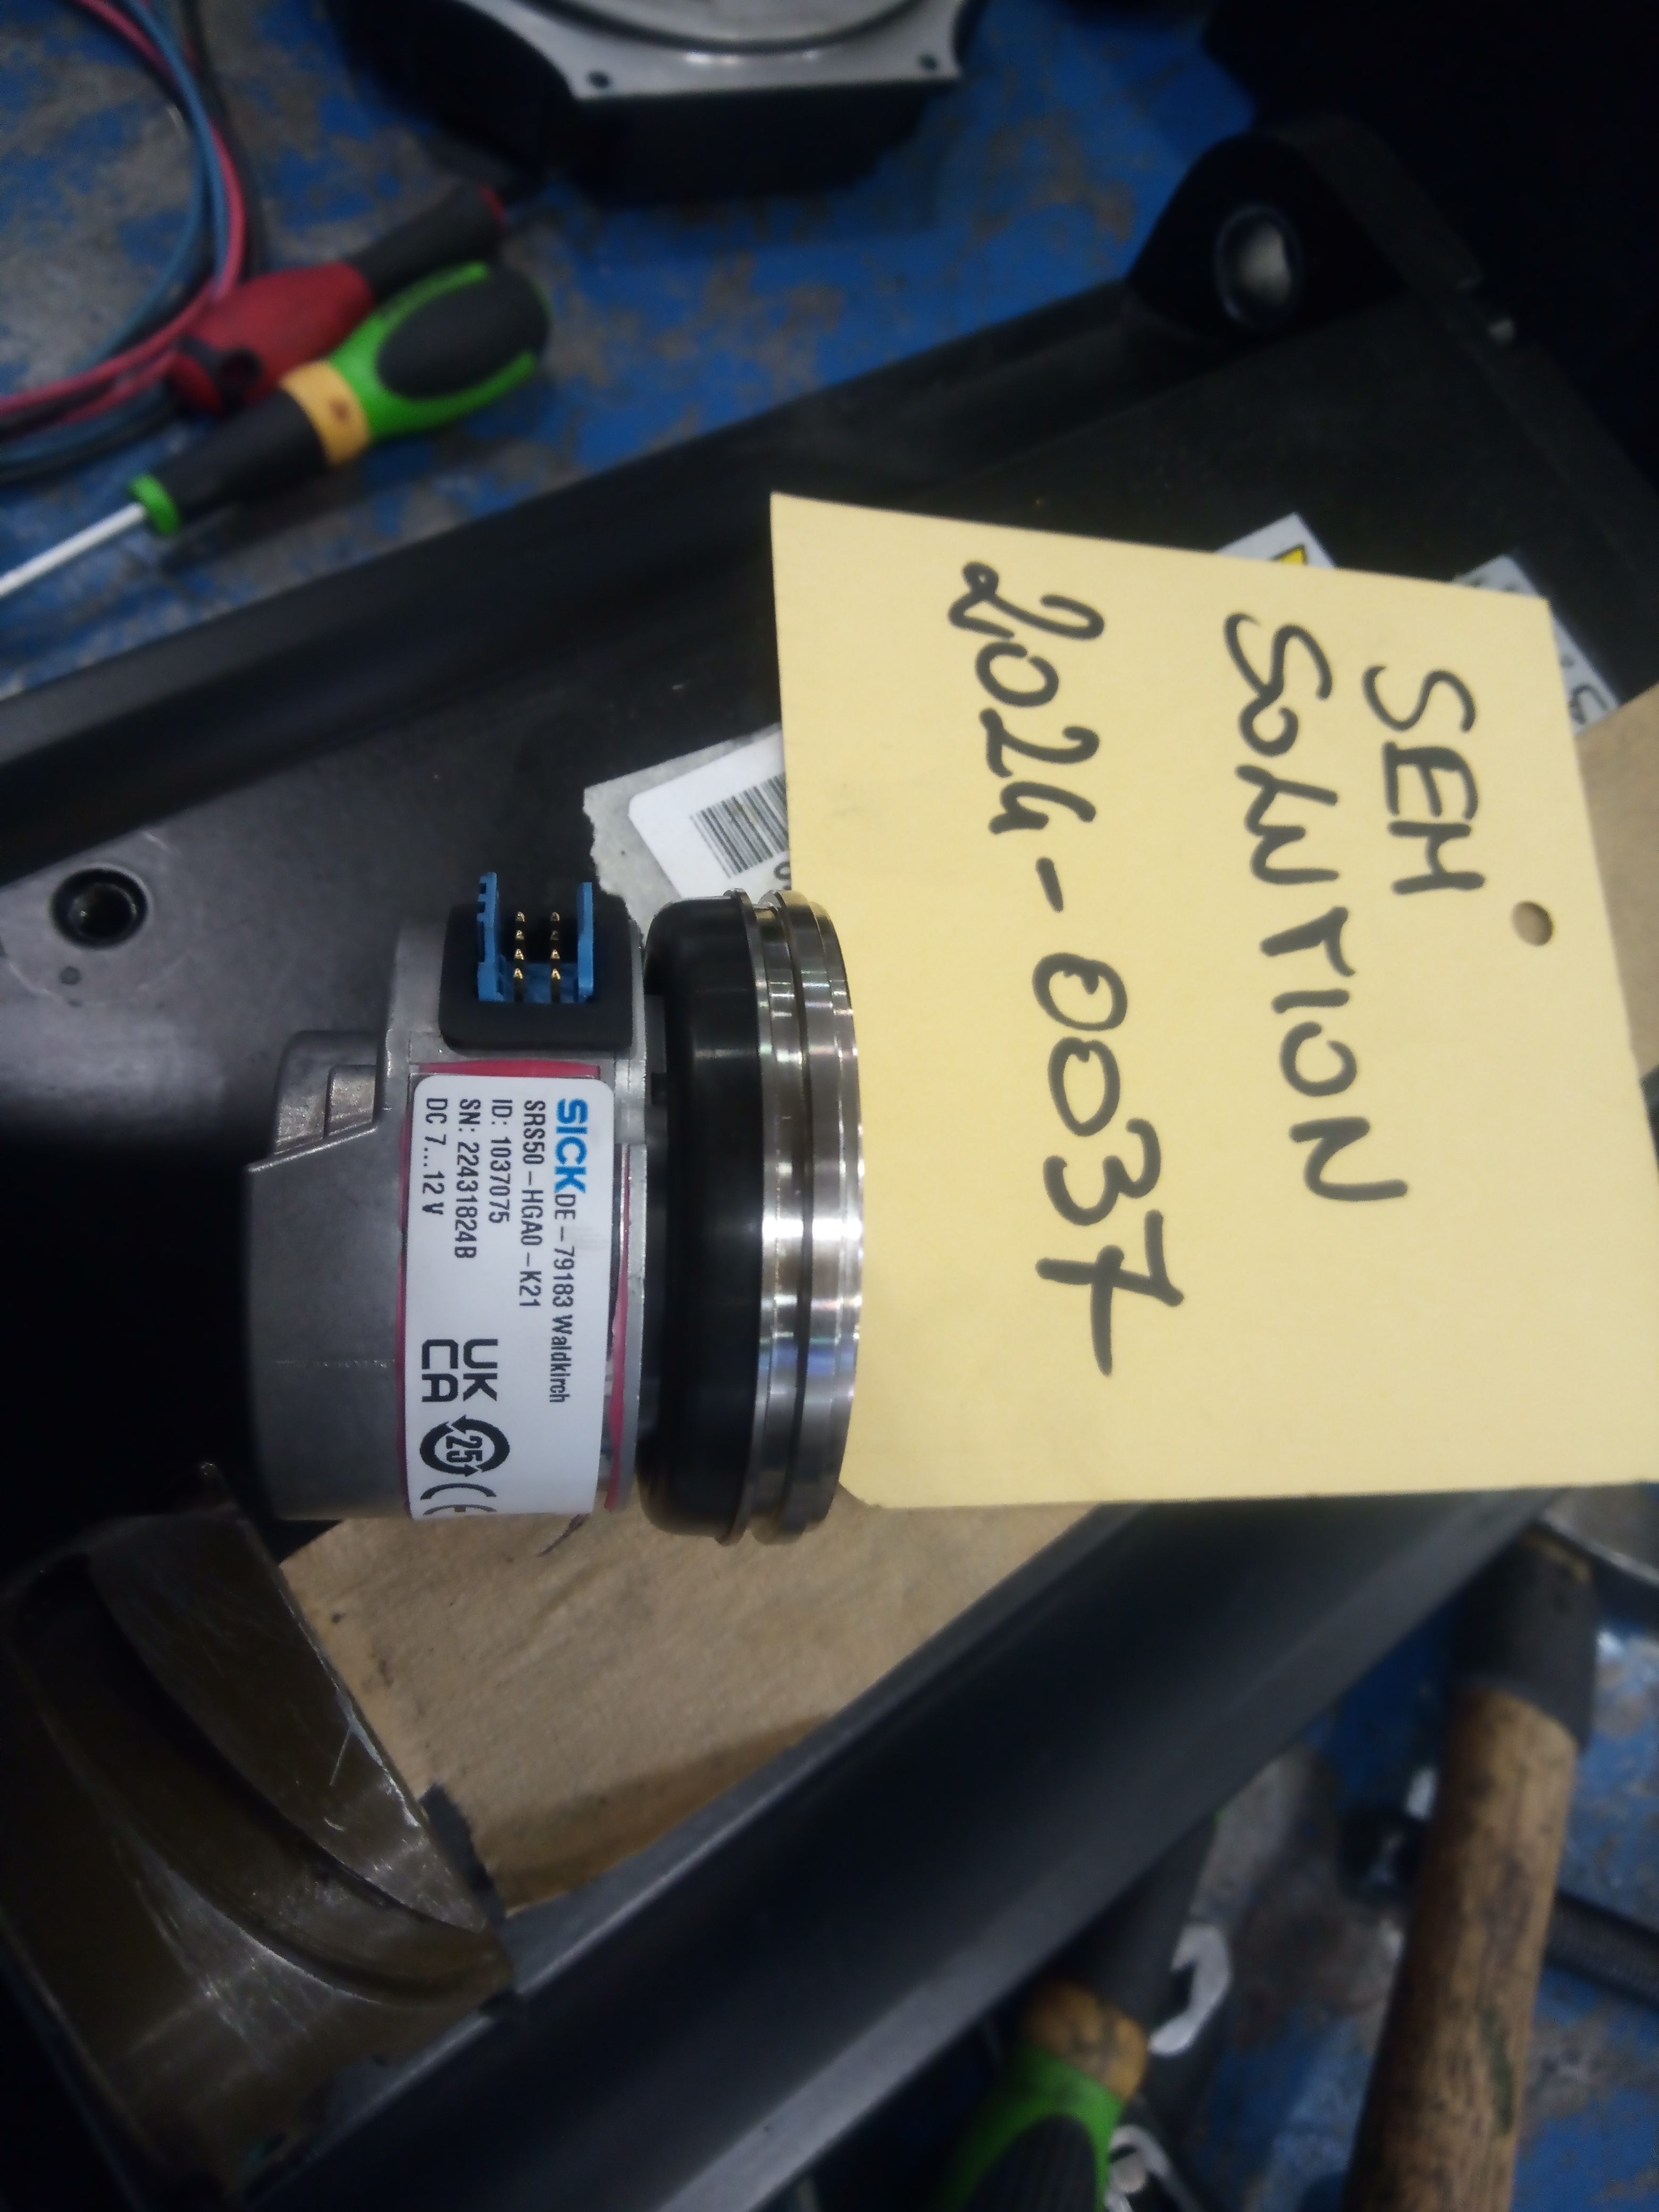 SEM
SOLUTION
2024-0037
SICK DE-79183 Waldkirch
SRS50-HGA0-K21
ID: 1037075
SN: 22431824B
DC 7...12 V
UK
CA
25
CE